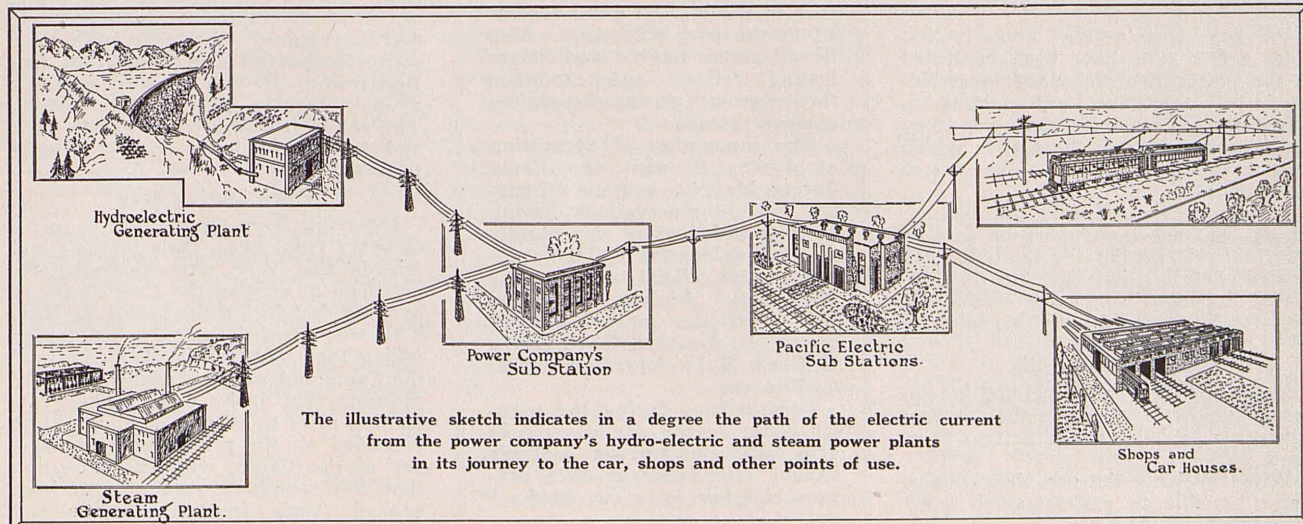 Hydroelectric
Generating Plant
Power Company's
Sub Station
Pacific Electric
Sub Stations.
The illustrative sketch indicates in a degree the path of the electric current
from the power company's hydro-electric and steam power plants
in its journey to the car, shops and other points of use.
Shops and
Car Houses.
Steam
Generating Plant.